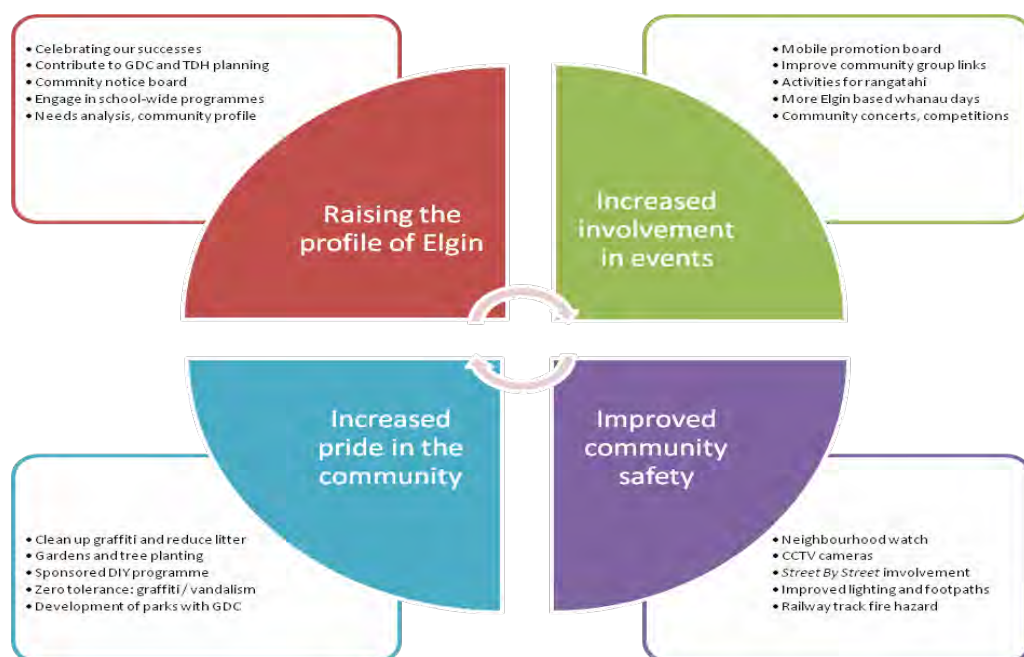 • Celebrating our successes
• Contribute to GDC and TDH planning
• Commnity notice board
• Engage in school-wide programmes
• Needs analysis, community profile
Raising the
profile of Elgin
• Mobile promotion board
• Improve community group links
• Activities for rangatahi
• More Elgin based whanau days
• Community concerts, competitions
Increased
involvement
in events
Increased
pride in the
community
• Clean up graffiti and reduce litter
• Gardens and tree planting
• Sponsored DIY programme
• Zero tolerance: graffiti / vandalism
• Development of parks with GDC
Improved
community
safety
• Neighbourhood watch
• CCTV cameras
• Street By Street involvement
• Improved lighting and footpaths
• Railway track fire hazard